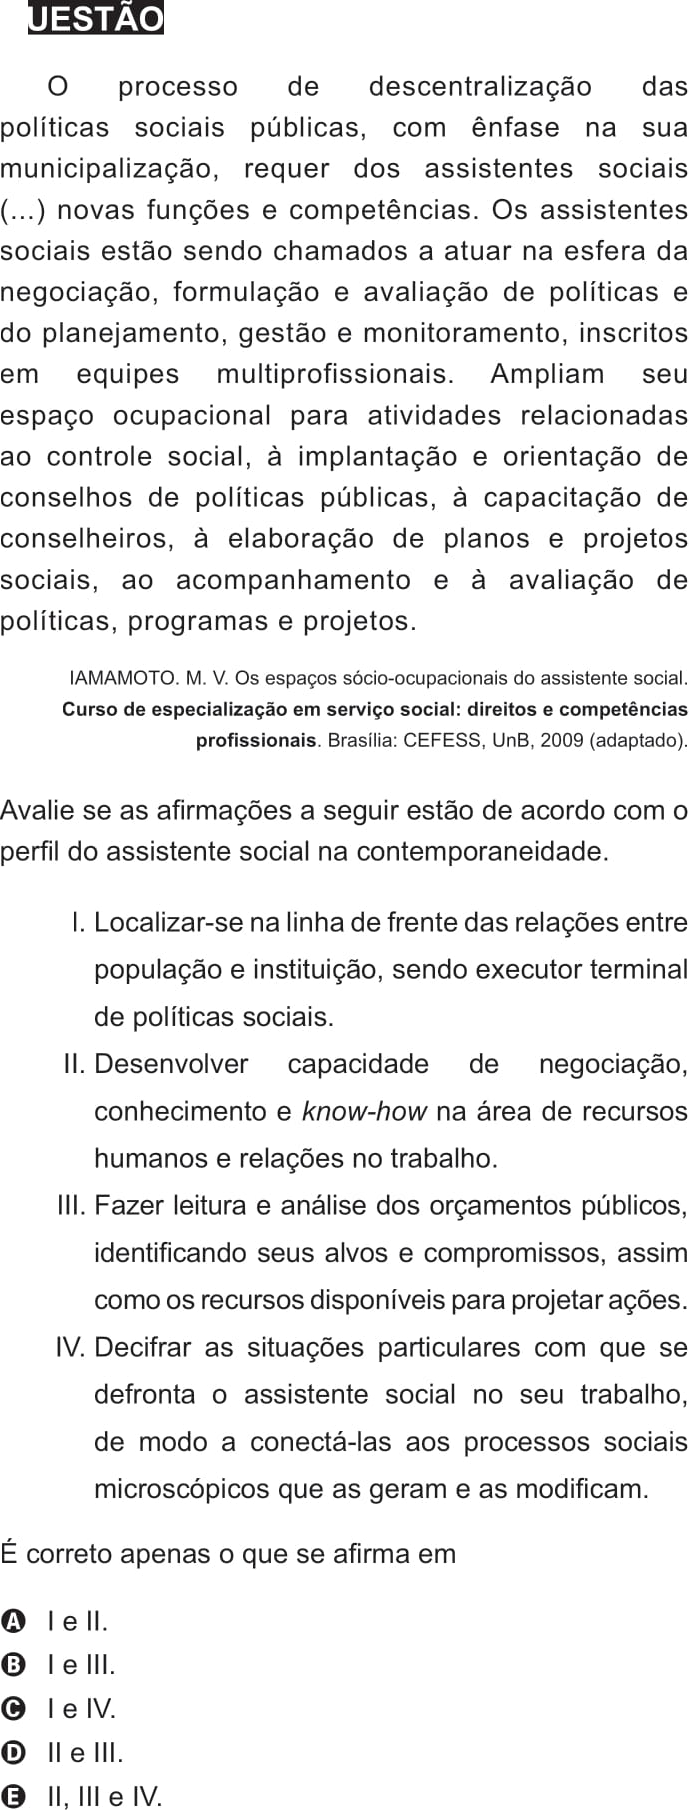 UESTÃO
O processo de descentralização das
políticas sociais públicas, com ênfase na sua
municipalização, requer dos assistentes sociais
(...) novas funções e competências. Os assistentes
sociais estão sendo chamados a atuar na esfera da
negociação, formulação e avaliação de políticas e
do planejamento, gestão e monitoramento, inscritos
em equipes multiprofissionais. Ampliam seu
espaço ocupacional para atividades relacionadas
ao controle social, à implantação e orientação de
conselhos de políticas públicas, à capacitação de
conselheiros, à elaboração de planos e projetos
sociais, ao acompanhamento e à avaliação de
políticas, programas e projetos.
IAMAMOTO. M. V. Os espaços sócio-ocupacionais do assistente social.
Curso de especialização em serviço social: direitos e competências
profissionais. Brasília: CEFESS, UnB, 2009 (adaptado).
Avalie se as afirmações a seguir estão de acordo com o
perfil do assistente social na contemporaneidade.
I. Localizar-se na linha de frente das relações entre
população e instituição, sendo executor terminal
de políticas sociais.
II. Desenvolver capacidade de negociação,
conhecimento e know-how na área de recursos
humanos e relações no trabalho.
III. Fazer leitura e análise dos orçamentos públicos,
identificando seus alvos e compromissos, assim
como os recursos disponíveis para projetar ações.
IV. Decifrar as situações particulares com que se
defronta o assistente social no seu trabalho,
de modo a conectá-las aos processos sociais
microscópicos que as geram e as modificam.
É correto apenas o que se afirma em
A I e II.
B I e III.
C I e IV.
D II e III.
E II, III e IV.